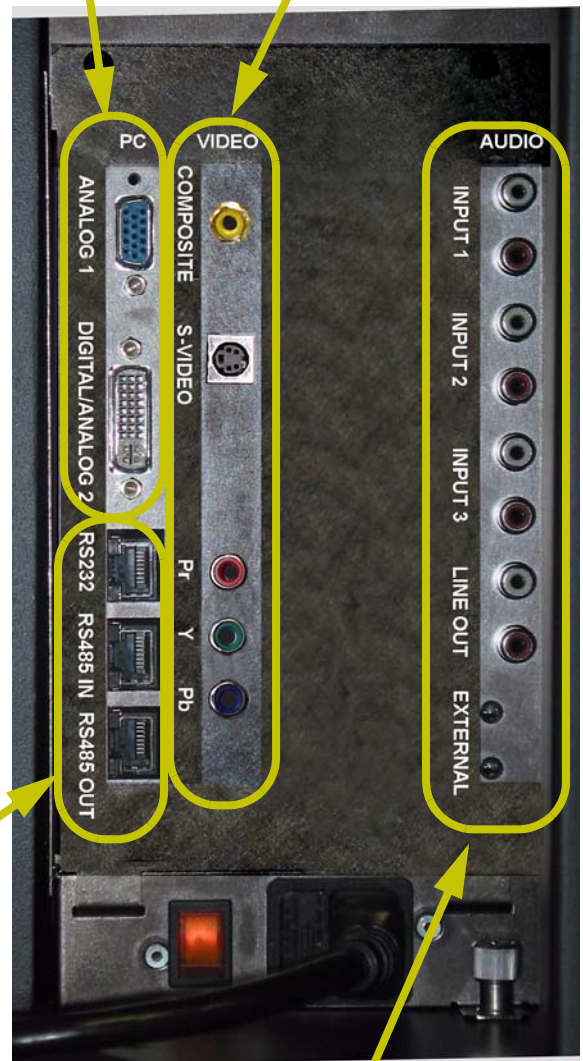 PC
VIDEO
AUDIO
ANALOG 1
DIGITAL/ANALOG 2
RS232
RS485 IN
RS485 OUT
COMPOSITE
S-VIDEO
Pr
Y
Pb
INPUT 1
INPUT 2
INPUT 3
LINE OUT
EXTERNAL